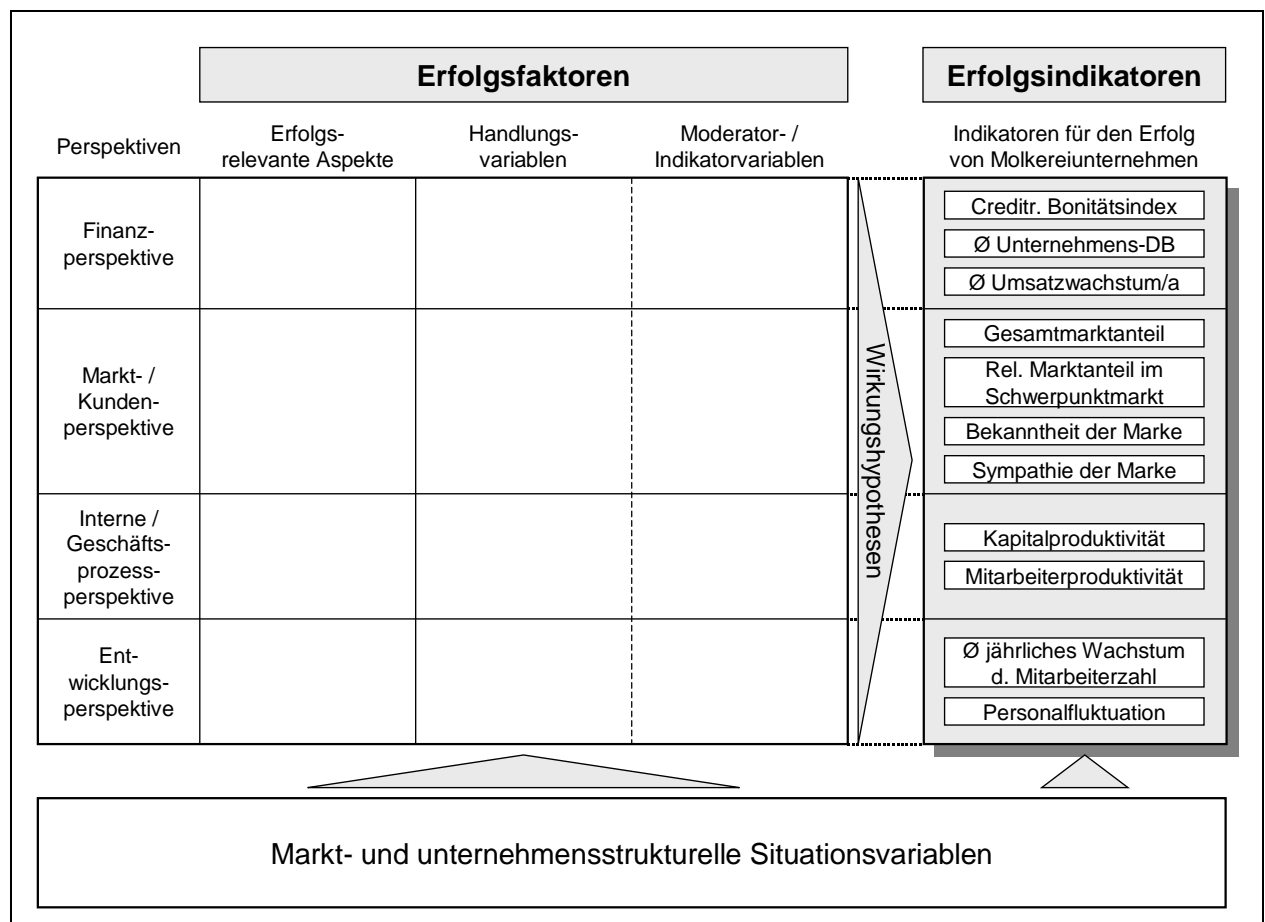 Erfolgsfaktoren
Erfolgsindikatoren
Perspektiven
Erfolgs-
relevante Aspekte
Handlungs-
variablen
Moderator- /
Indikatorvariablen
Indikatoren für den Erfolg
von Molkereiunternehmen
Finanz-
perspektive
Creditr. Bonitätsindex
Ø Unternehmens-DB
Ø Umsatzwachstum/a
Markt- /
Kunden-
perspektive
Wirkungshypothesen
Gesamtmarktanteil
Rel. Marktanteil im
Schwerpunktmarkt
Bekanntheit der Marke
Sympathie der Marke
Interne /
Geschäfts-
prozess-
perspektive
Kapitalproduktivität
Mitarbeiterproduktivität
Ent-
wicklungs-
perspektive
Ø jährliches Wachstum
d. Mitarbeiterzahl
Personalfluktuation
Markt- und unternehmensstrukturelle Situationsvariablen